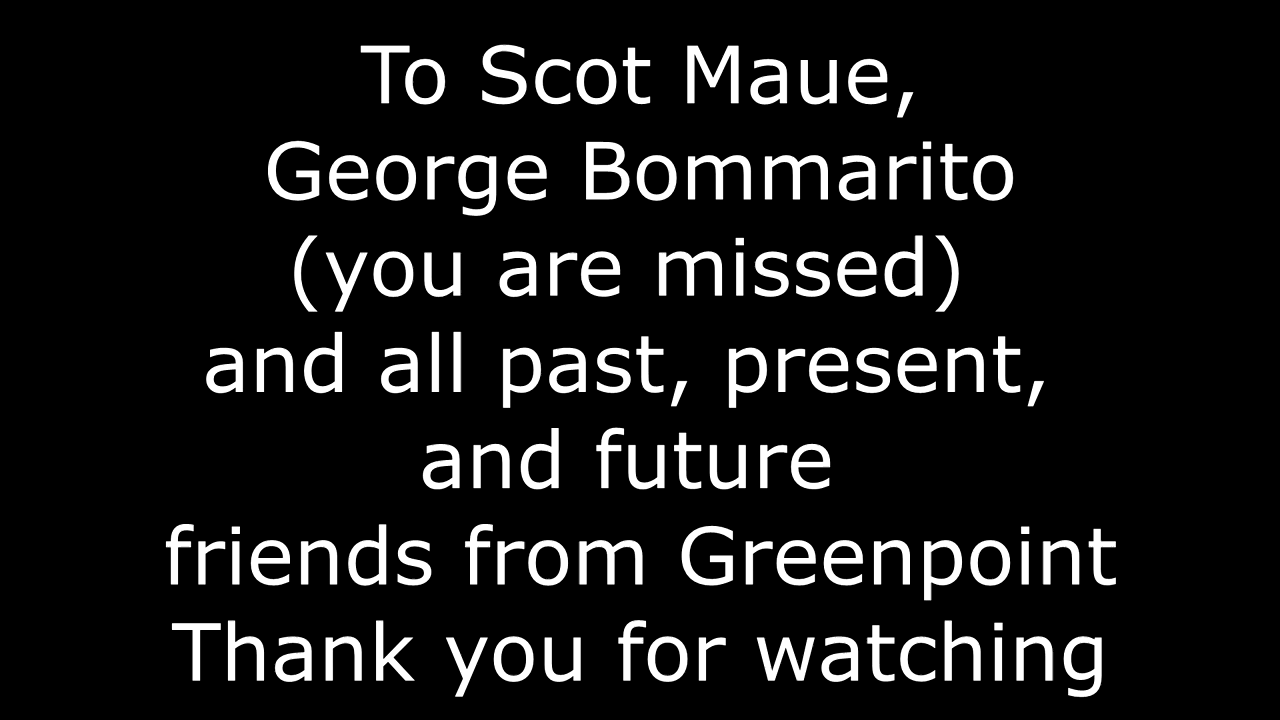 To Scot Maue,
George Bommarito
(you are missed)
and all past, present,
and future
friends from Greenpoint
Thank you for watching